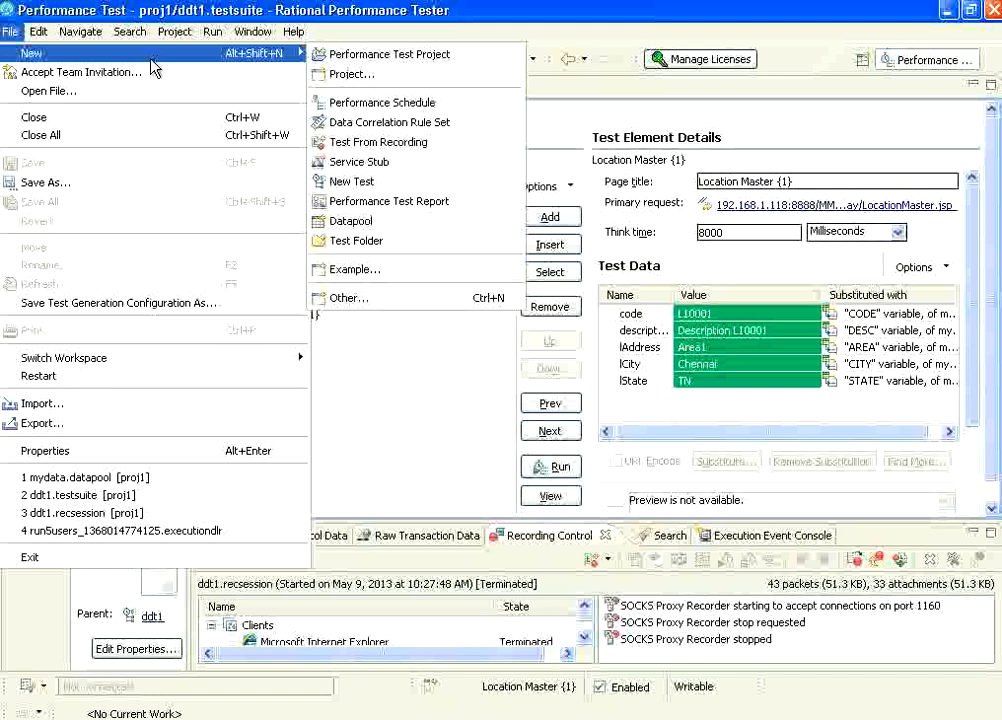 Performance Test - proj1/ddt1.testsuite - Rational Performance Tester
File Edit Navigate Search Project Run Window Help
New Alt+Shift+N
Accept Team Invitation...
Open File...
Close Ctrl+W
Close All Ctrl+Shift+W
Save Ctrl+S
Save As...
Save All Ctrl+Shift+S
Revert
Move...
Rename... F2
Refresh F5
Save Test Generation Configuration As...
Print... Ctrl+P
Switch Workspace
Restart
Import...
Export...
Properties Alt+Enter
1 mydata.datapool [proj1]
2 ddt1.testsuite [proj1]
3 ddt1.recsession [proj1]
4 run5users_1368014774125.executiondlr
Exit
Performance Test Project
Project...
Performance Schedule
Data Correlation Rule Set
Test From Recording
Service Stub
New Test
Performance Test Report
Datapool
Test Folder
Example...
Other... Ctrl+N
Manage Licenses
Performance ...
ptions
Add
Insert
Select
Remove
Up
Down
Prev
Next
Run
View
Test Element Details
Location Master {1}
Page title: Location Master {1}
Primary request: 192.168.1.118:8888/MM...ay/LocationMaster.jsp
Think time: 8000 Milliseconds
Test Data Options
Name Value Substituted with
code LI0001 "CODE" variable, of m...
descript... Description LI0001 "DESC" variable, of my...
lAddress Area1 "AREA" variable, of m...
lCity Chennai "CITY" variable, of my...
lState TN "STATE" variable, of m...
URL Encode Substitute... Remove Substitution Find More...
Preview is not available.
ol Data Raw Transaction Data Recording Control Search Execution Event Console
ddt1.recsession (Started on May 9, 2013 at 10:27:48 AM) [Terminated] 43 packets (51.3 KB), 33 attachments (51.3 KB)
Parent: ddt1
Edit Properties...
Name State
Clients
Microsoft Internet Explorer Terminated
SOCKS Proxy Recorder starting to accept connections on port 1160
SOCKS Proxy Recorder stop requested
SOCKS Proxy Recorder stopped
Not connected
Location Master {1} Enabled Writable
<No Current Work>